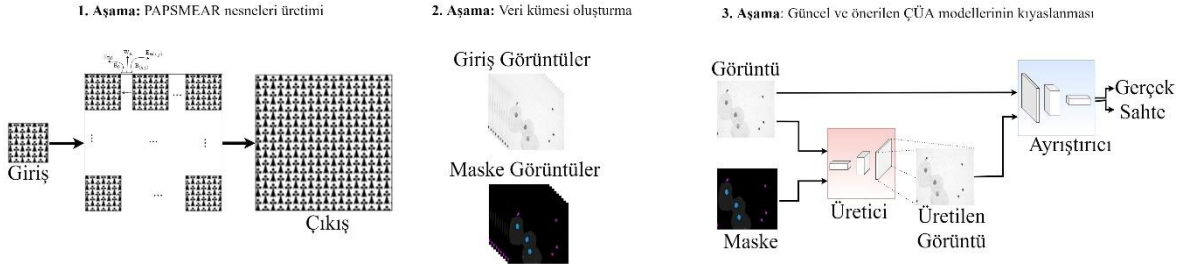 1. Aşama: PAPSMEAR nesneleri üretimi
Giriş
Çıkış
2. Aşama: Veri kümesi oluşturma
Giriş Görüntüler
Maske Görüntüler
3. Aşama: Güncel ve önerilen ÇÜA modellerinin kıyaslanması
Görüntü
Maske
Üretici
Üretilen
Görüntü
Ayrıştırıcı
Gerçek
Sahte